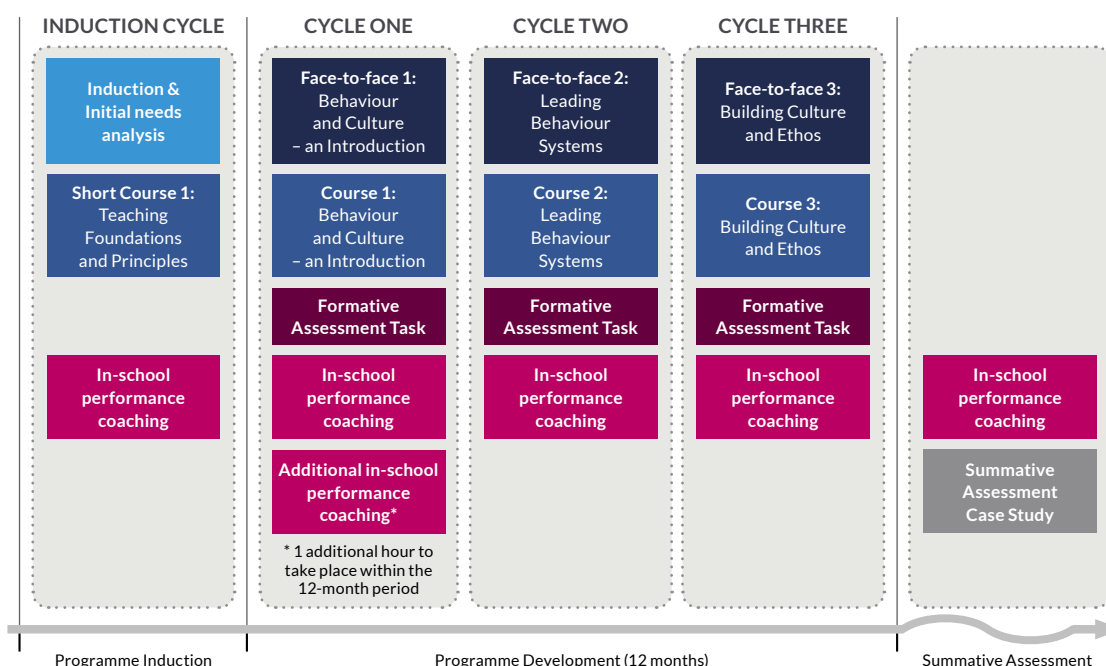 INDUCTION CYCLE
Induction &
Initial needs
analysis
Short Course 1:
Teaching
Foundations
and Principles
In-school
performance
coaching
CYCLE ONE
Face-to-face 1:
Behaviour
and Culture
– an Introduction
Course 1:
Behaviour
and Culture
– an Introduction
Formative
Assessment Task
In-school
performance
coaching
Additional in-school
performance
coaching*
* 1 additional hour to
take place within the
12-month period
CYCLE TWO
Face-to-face 2:
Leading
Behaviour
Systems
Course 2:
Leading
Behaviour
Systems
Formative
Assessment Task
In-school
performance
coaching
CYCLE THREE
Face-to-face 3:
Building Culture
and Ethos
Course 3:
Building Culture
and Ethos
Formative
Assessment Task
In-school
performance
coaching
In-school
performance
coaching
Summative
Assessment
Case Study
Programme Induction
Programme Development (12 months)
Summative Assessment